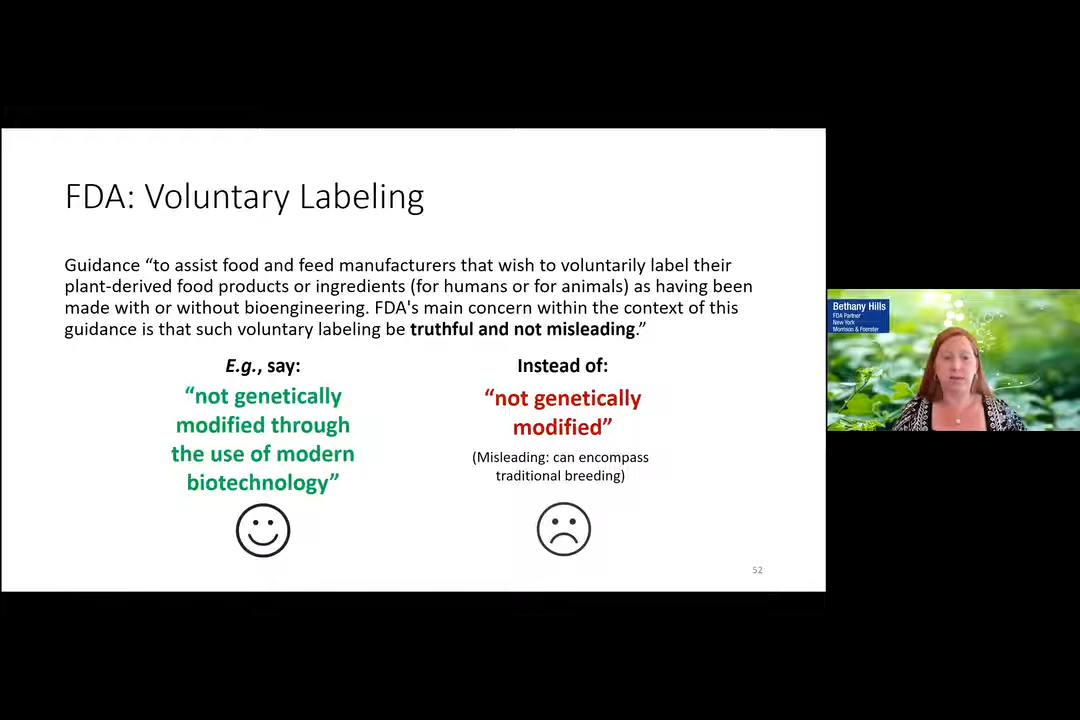 FDA: Voluntary Labeling
Guidance “to assist food and feed manufacturers that wish to voluntarily label their
plant-derived food products or ingredients (for humans or for animals) as having been
made with or without bioengineering. FDA's main concern within the context of this
guidance is that such voluntary labeling be truthful and not misleading.”
E.g., say:
“not genetically
modified through
the use of modern
biotechnology”
Instead of:
“not genetically
modified”
(Misleading: can encompass
traditional breeding)
52
Bethany Hills
FDA Partner
New York
Morrison & Foerster